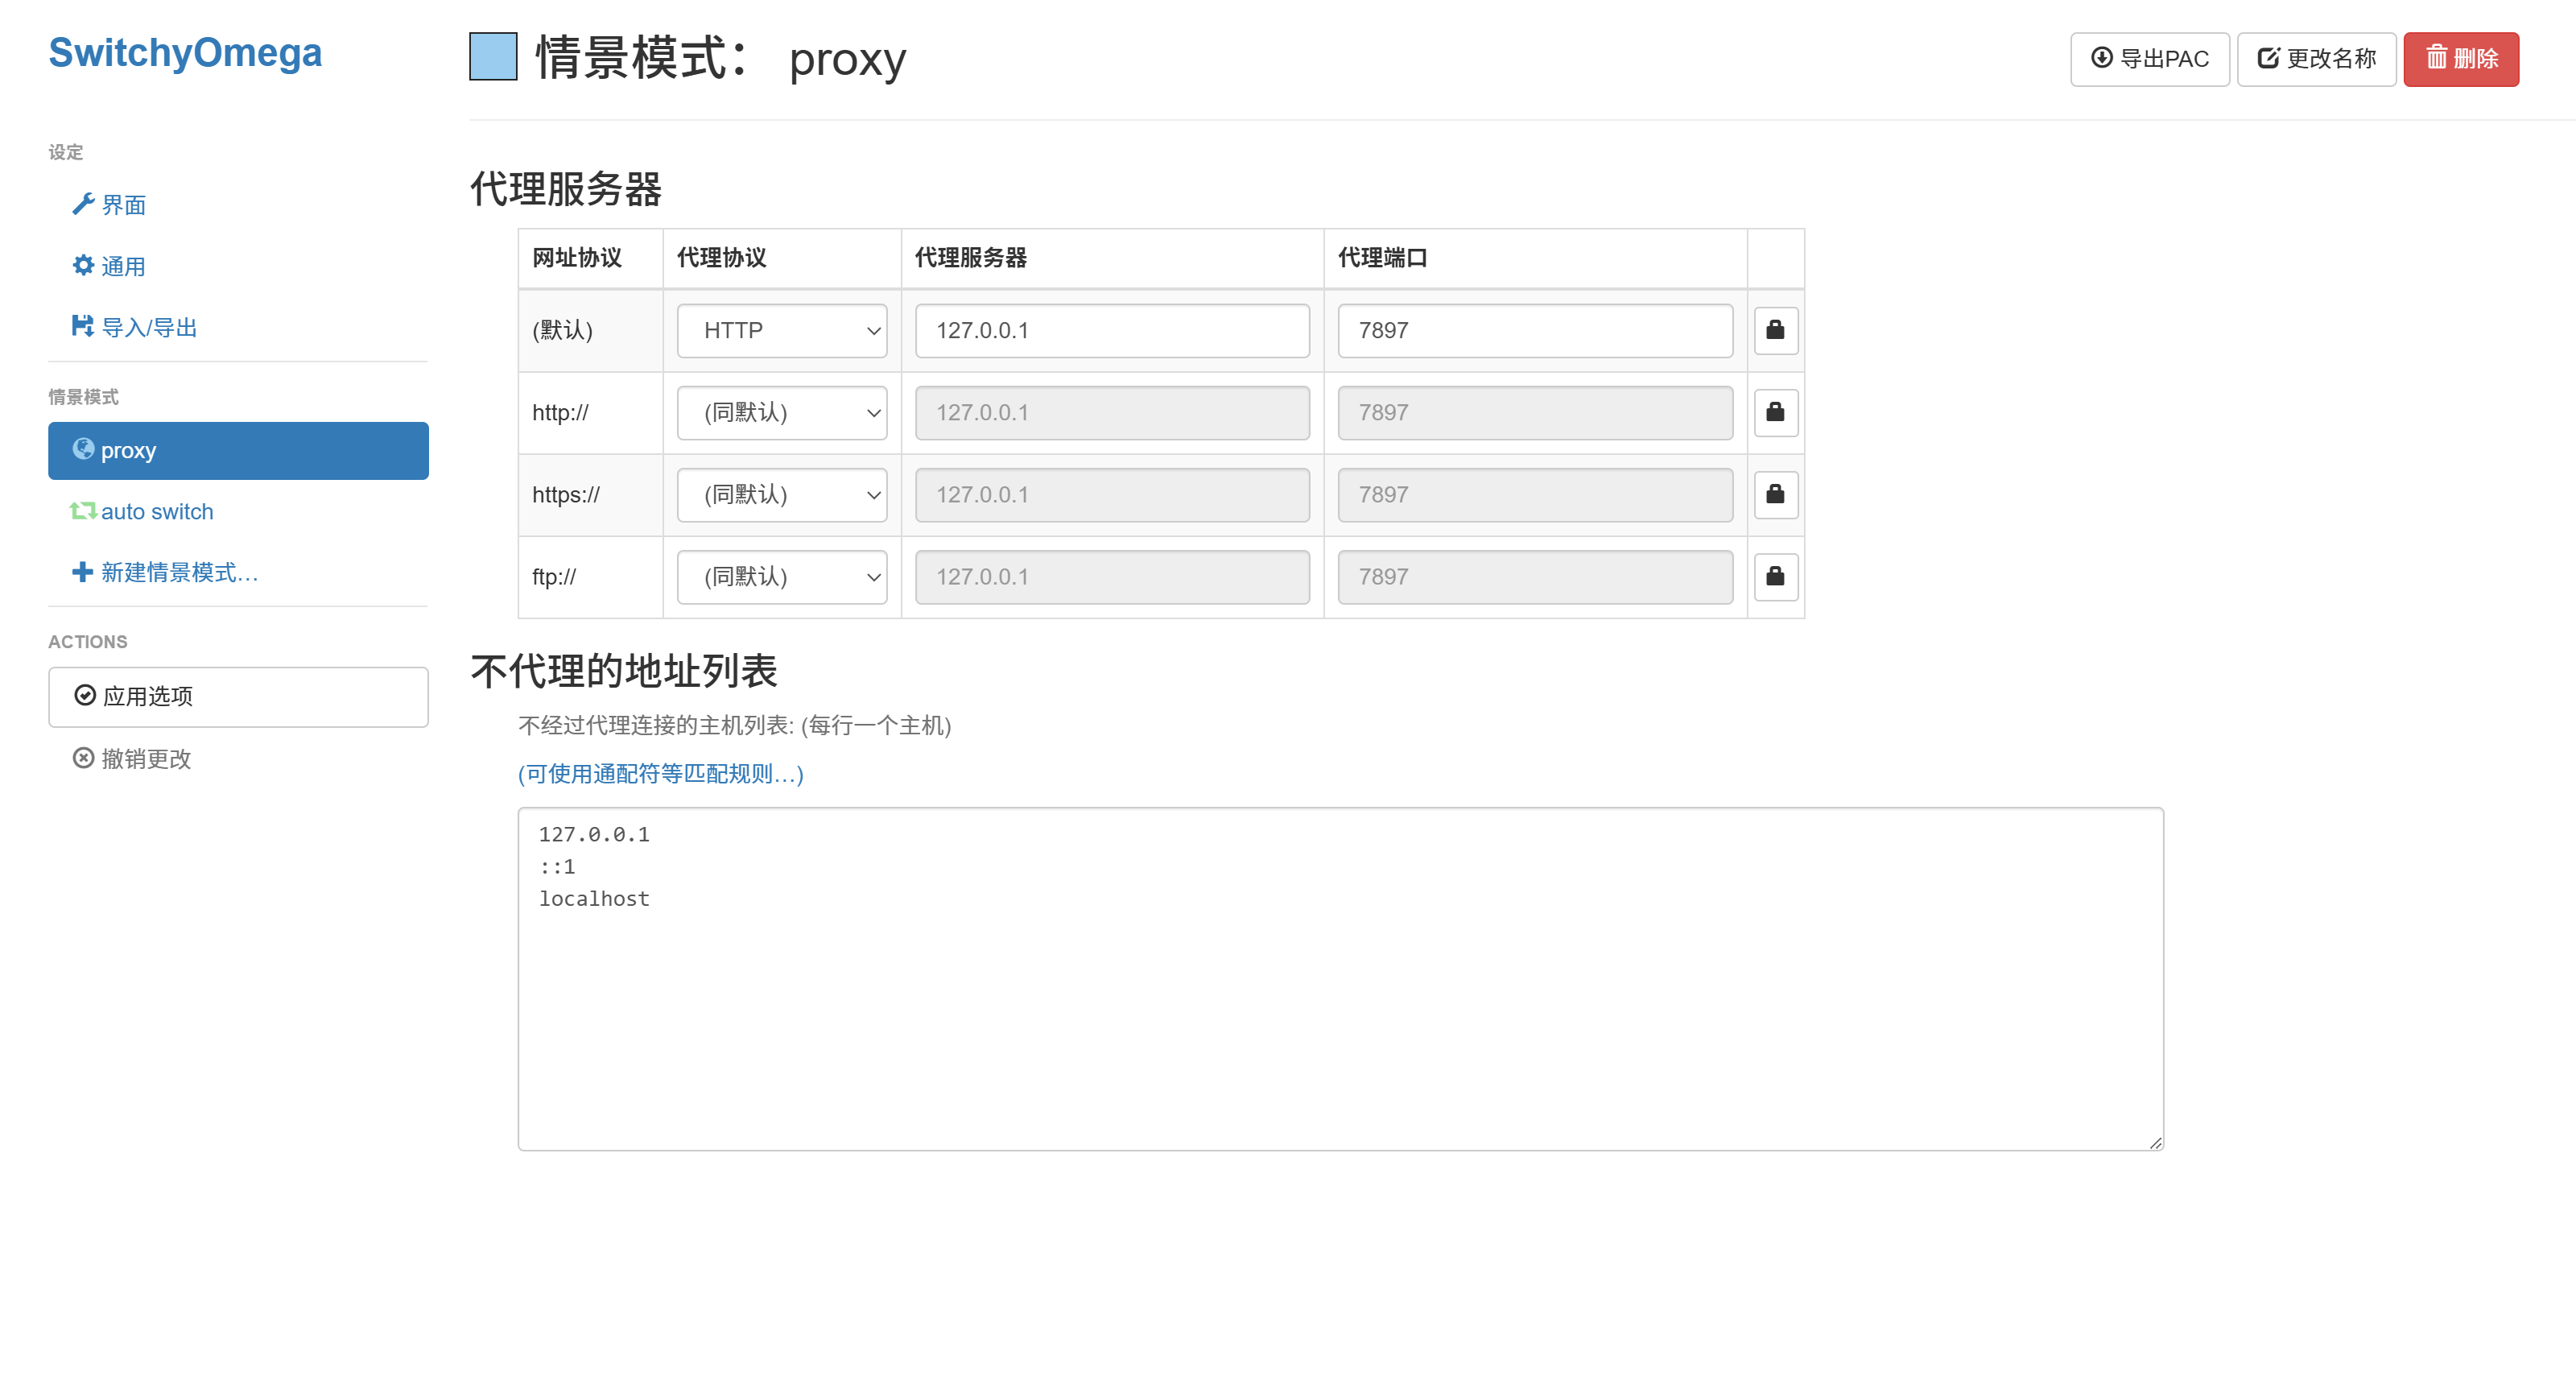 SwitchyOmega
设定
界面
通用
导入/导出
情景模式
proxy
auto switch
新建情景模式…
ACTIONS
应用选项
撤销更改
情景模式： proxy
导出PAC 更改名称 删除
代理服务器
网址协议 代理协议 代理服务器 代理端口
(默认) HTTP 127.0.0.1 7897
http:// (同默认) 127.0.0.1 7897
https:// (同默认) 127.0.0.1 7897
ftp:// (同默认) 127.0.0.1 7897
不代理的地址列表
不经过代理连接的主机列表: (每行一个主机)
(可使用通配符等匹配规则…)
127.0.0.1
::1
localhost